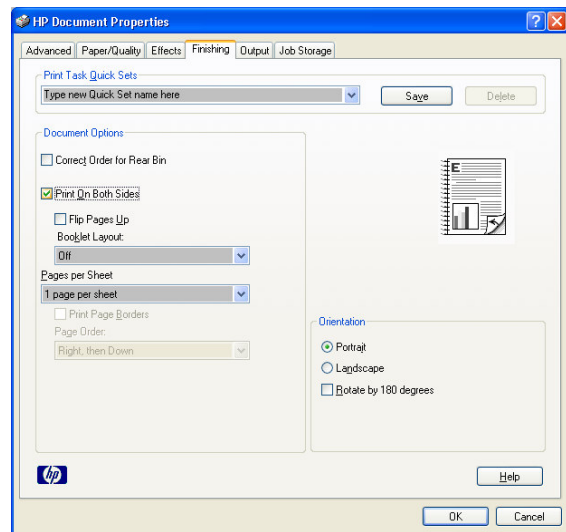 HP Document Properties
Advanced Paper/Quality Effects Finishing Output Job Storage
Print Task Quick Sets
Type new Quick Set name here Save Delete
Document Options
Correct Order for Rear Bin
Print On Both Sides
Flip Pages Up
Booklet Layout:
Off
Pages per Sheet
1 page per sheet
Print Page Borders
Page Order:
Right, then Down
E
Orientation
Portrait
Landscape
Rotate by 180 degrees
hp
Help
OK Cancel